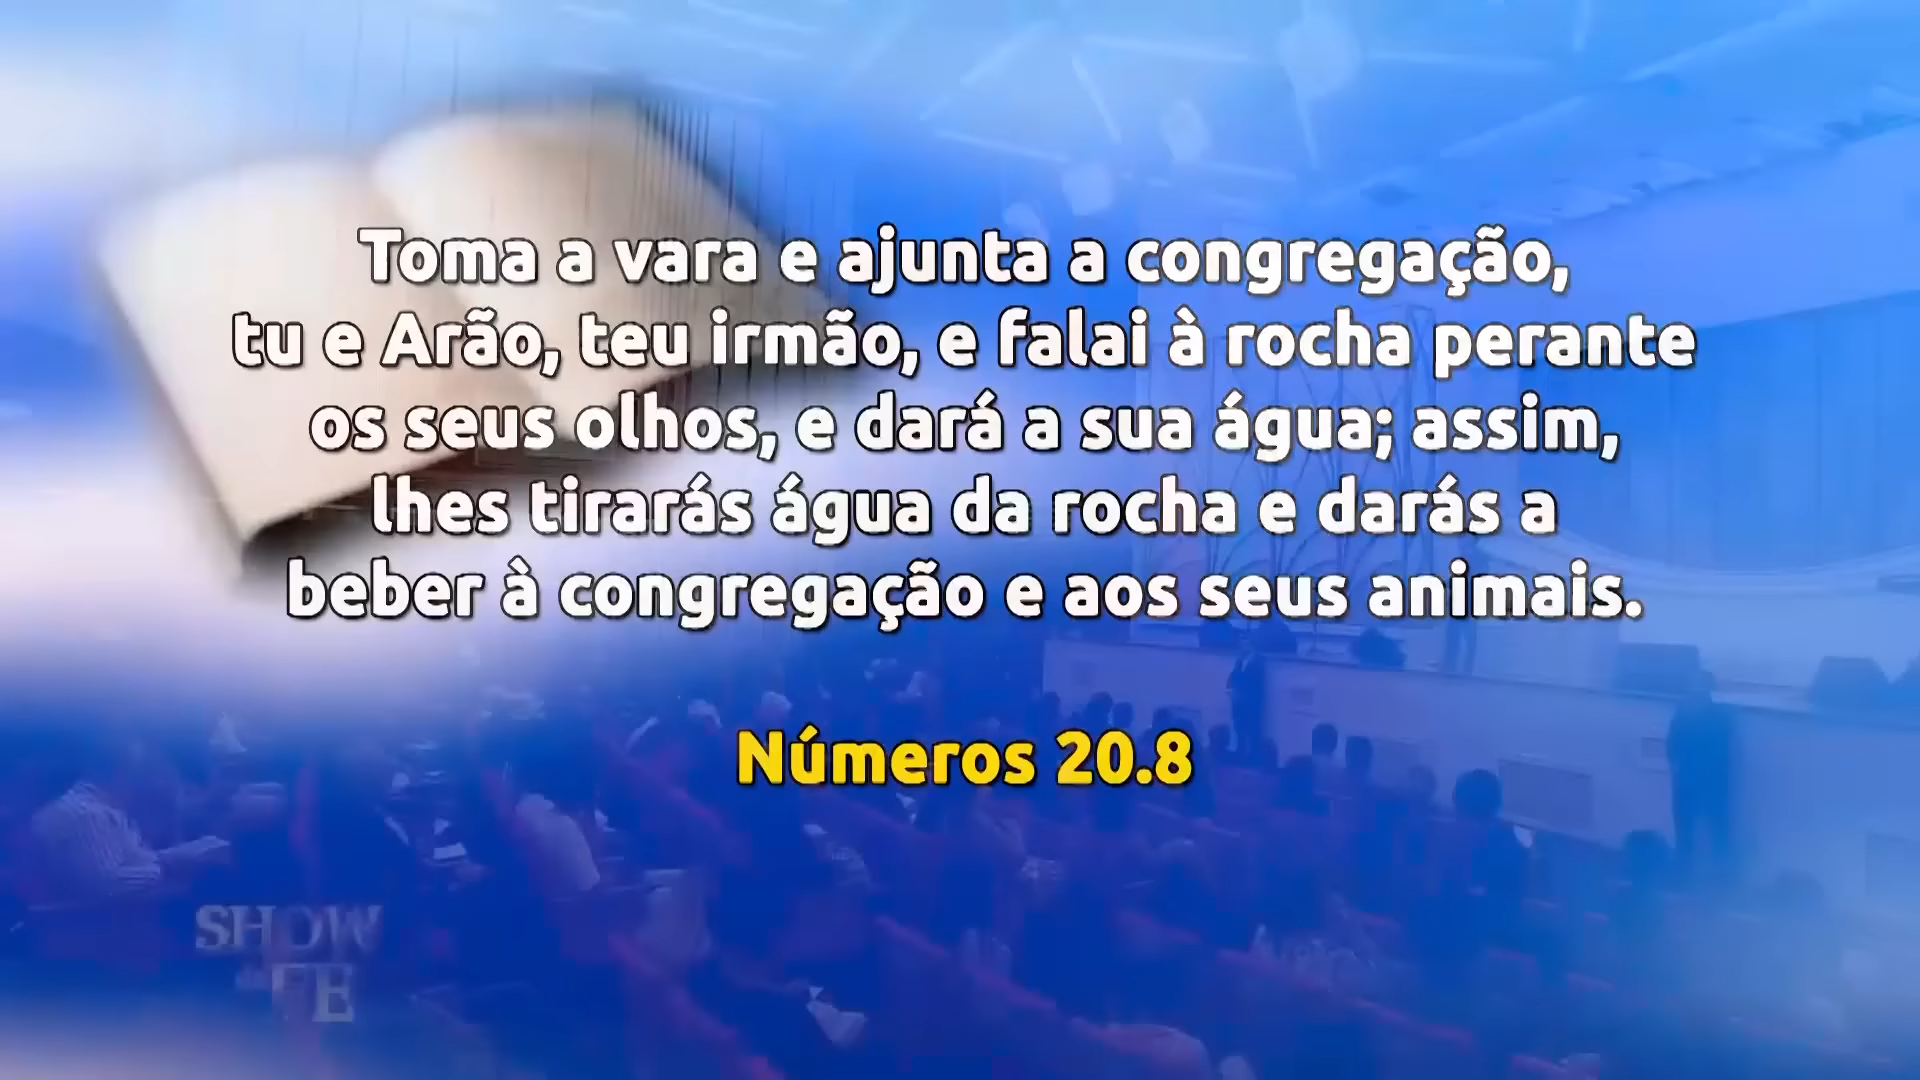 Toma a vara e ajunta a congregação,
tu e Arão, teu irmão, e falai à rocha perante
os seus olhos, e dará a sua água; assim,
lhes tirarás água da rocha e darás a
beber à congregação e aos seus animais.
Números 20.8
SHOW
da
FÉ